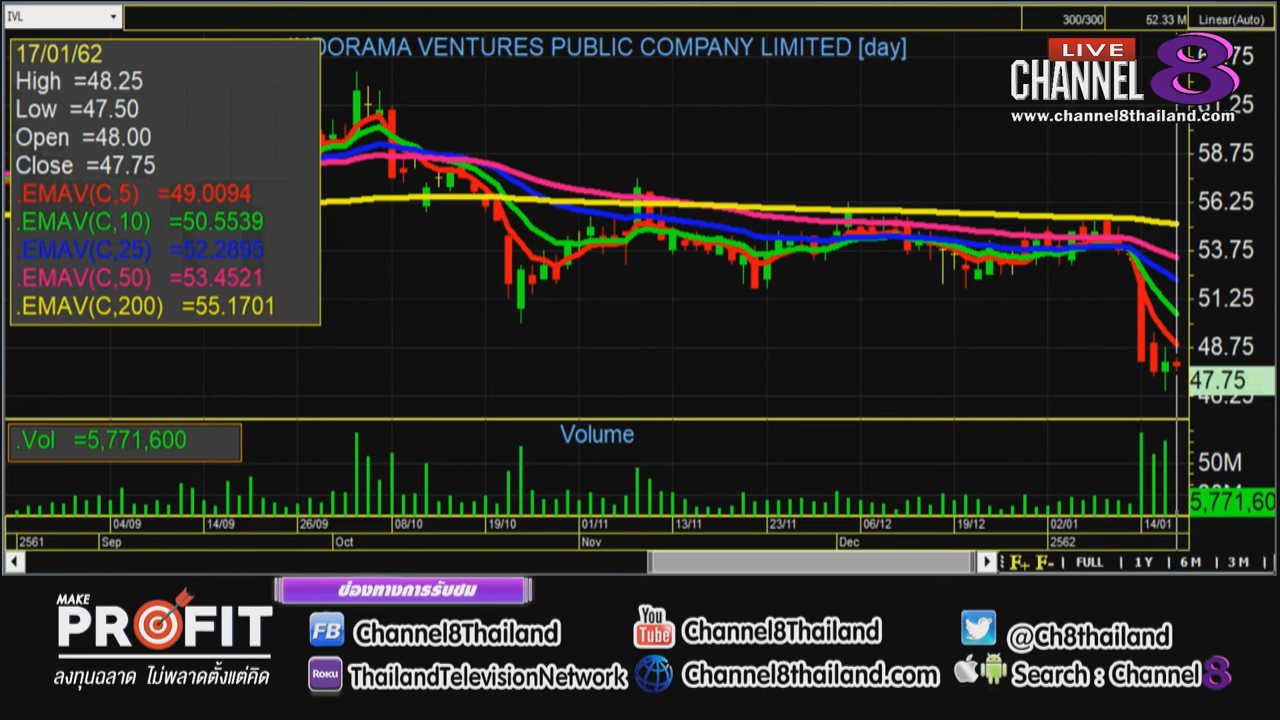 IVL
300/300
52.33 M
Linear(Auto)
17/01/62
High =48.25
Low =47.50
Open =48.00
Close =47.75
.EMAV(C,5) =49.0094
.EMAV(C,10) =50.5539
.EMAV(C,25) =52.2895
.EMAV(C,50) =53.4521
.EMAV(C,200) =55.1701
DORAMA VENTURES PUBLIC COMPANY LIMITED [day]
LIVE
CHANNEL 8
www.channel8thailand.com
58.75
56.25
53.75
51.25
48.75
47.75
46.25
.Vol =5,771,600
Volume
50M
5,771,60
04/09 14/09 26/09 08/10 19/10 01/11 13/11 23/11 06/12 19/12 02/01 14/01
2561 Sep Oct Nov Dec 2562
F+ F- | FULL | 1 Y | 6 M | 3 M |
MAKE
PROFIT
ลงทุนฉลาด ไม่พลาดตั้งแต่คิด
ช่องทางการรับชม
FB Channel8Thailand
You Tube Channel8Thailand
@Ch8thailand
ROKU ThailandTelevisionNetwork
Channel8thailand.com
Search : Channel 8